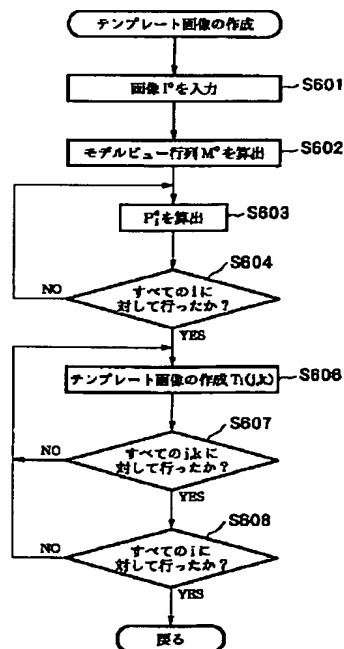 テンプレート画像の作成
画像 I⁰を入力
S601
モデルビュー行列 M⁰を算出
S602
P⁰ᵢを算出
S603
S604
すべてのiに
対して行ったか?
NO
YES
テンプレート画像の作成 Ti(j,k)
S606
S607
すべてのj,kに
対して行ったか?
NO
YES
S608
すべてのiに
対して行ったか?
NO
YES
戻る